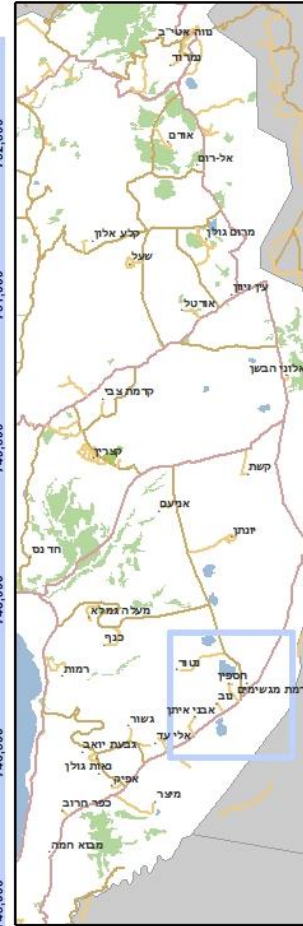 נווה אטי"ב
נמרוד
אודם
אל-רום
מרום גולן
קלע אלון
שעל
עין זיוון
אורטל
אלוני הבשן
קדמת צבי
קצרין
קשת
אניעם
יונתן
חד נס
מעלה גמלא
כנף
רמות
נטור
חספין
רמת מגשימים
נוב
אבני איתן
גשור
אלי עד
גבעת יואב
נאות גולן
אפיק
מיצר
כפר חרוב
מבוא חמה